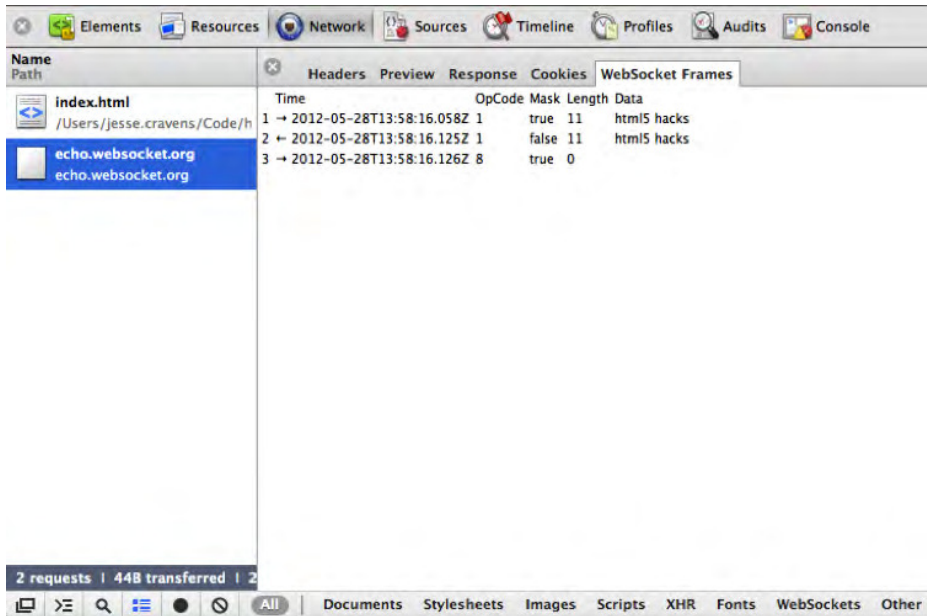 Elements Resources Network Sources Timeline Profiles Audits Console
Name
Path
index.html
/Users/jesse.cravens/Code/h
echo.websocket.org
echo.websocket.org
Headers Preview Response Cookies WebSocket Frames
Time OpCode Mask Length Data
1 → 2012-05-28T13:58:16.058Z 1 true 11 html5 hacks
2 ← 2012-05-28T13:58:16.125Z 1 false 11 html5 hacks
3 → 2012-05-28T13:58:16.126Z 8 true 0
2 requests | 44B transferred | 2
All Documents Stylesheets Images Scripts XHR Fonts WebSockets Other